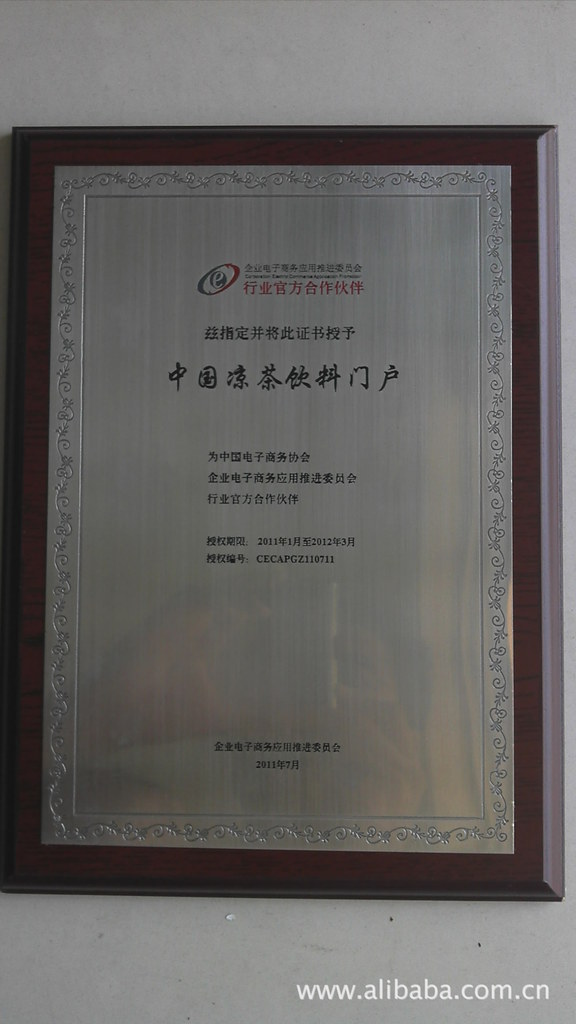 企业电子商务应用推进委员会
行业官方合作伙伴
兹指定并将此证书授予
中国凉茶饮料门户
为中国电子商务协会
企业电子商务应用推进委员会
行业官方合作伙伴
授权期限: 2011年1月至2012年3月
授权编号: CECAPGZ110711
企业电子商务应用推进委员会
2011年7月
www.alibaba.com.cn